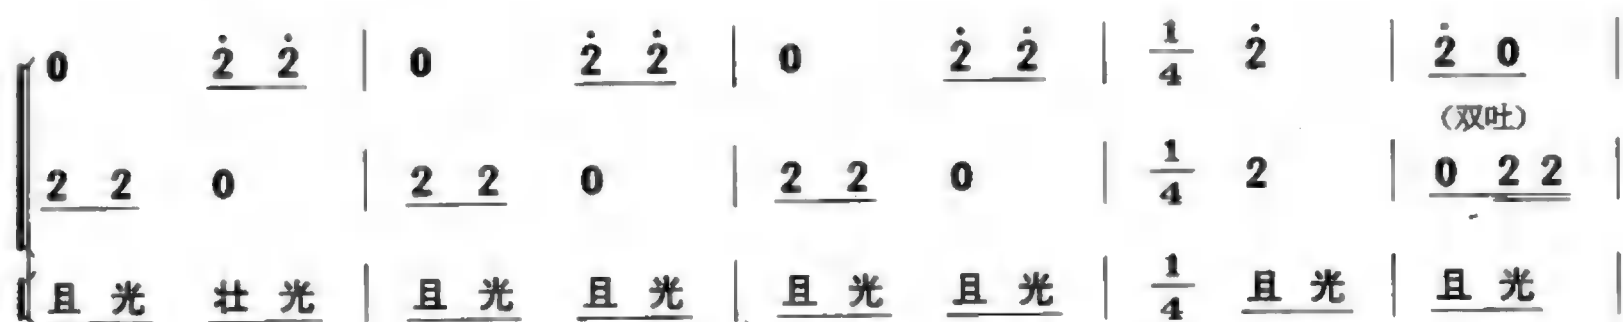 0 2̇ 2̇ | 0 2̇ 2̇ | 0 2̇ 2̇ | 1/4 2̇ | 2̇ 0 |
(双吐)
2 2 0 | 2 2 0 | 2 2 0 | 1/4 2 | 0 2 2 |
且 光 壮 光 | 且 光 且 光 | 且 光 且 光 | 1/4 且 光 | 且 光 |